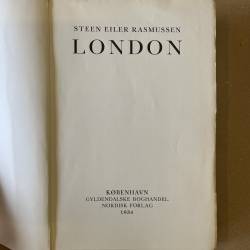 STEEN EILER RASMUSSEN
LONDON
KØBENHAVN
GYLDENDALSKE BOGHANDEL
NORDISK FORLAG
1934